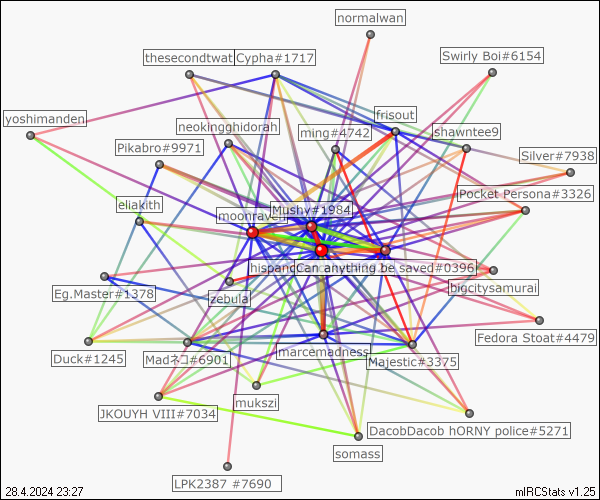 normalwan
thesecondtwat
Cypha#1717
Swirly Boi#6154
yoshimanden
frisout
neokingghidorah
ming#4742
shawntee9
Pikabro#9971
Silver#7938
Pocket Persona#3326
eliakith
moonraven
Mushy#1984
hispand
Can anything be saved#0396
Eg.Master#1378
zebula
bigcitysamurai
Fedora Stoat#4479
Duck#1245
Madネコ#6901
marcemadness
Majestic#3375
mukszi
JKOUYH VIII#7034
DacobDacob hORNY police#5271
somass
LPK2387 #7690
28.4.2024 23:27
mIRCStats v1.25